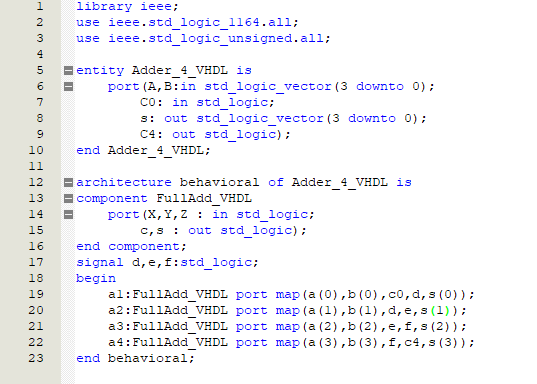 1 library ieee;
2 use ieee.std_logic_1164.all;
3 use ieee.std_logic_unsigned.all;
4
5 entity Adder_4_VHDL is
6     port(A,B:in std_logic_vector(3 downto 0);
7         C0: in std_logic;
8         s: out std_logic_vector(3 downto 0);
9         C4: out std_logic);
10 end Adder_4_VHDL;
11
12 architecture behavioral of Adder_4_VHDL is
13 component FullAdd_VHDL
14     port(X,Y,Z : in std_logic;
15         c,s : out std_logic);
16 end component;
17 signal d,e,f:std_logic;
18 begin
19     a1:FullAdd_VHDL port map(a(0),b(0),c0,d,s(0));
20     a2:FullAdd_VHDL port map(a(1),b(1),d,e,s(1));
21     a3:FullAdd_VHDL port map(a(2),b(2),e,f,s(2));
22     a4:FullAdd_VHDL port map(a(3),b(3),f,c4,s(3));
23 end behavioral;